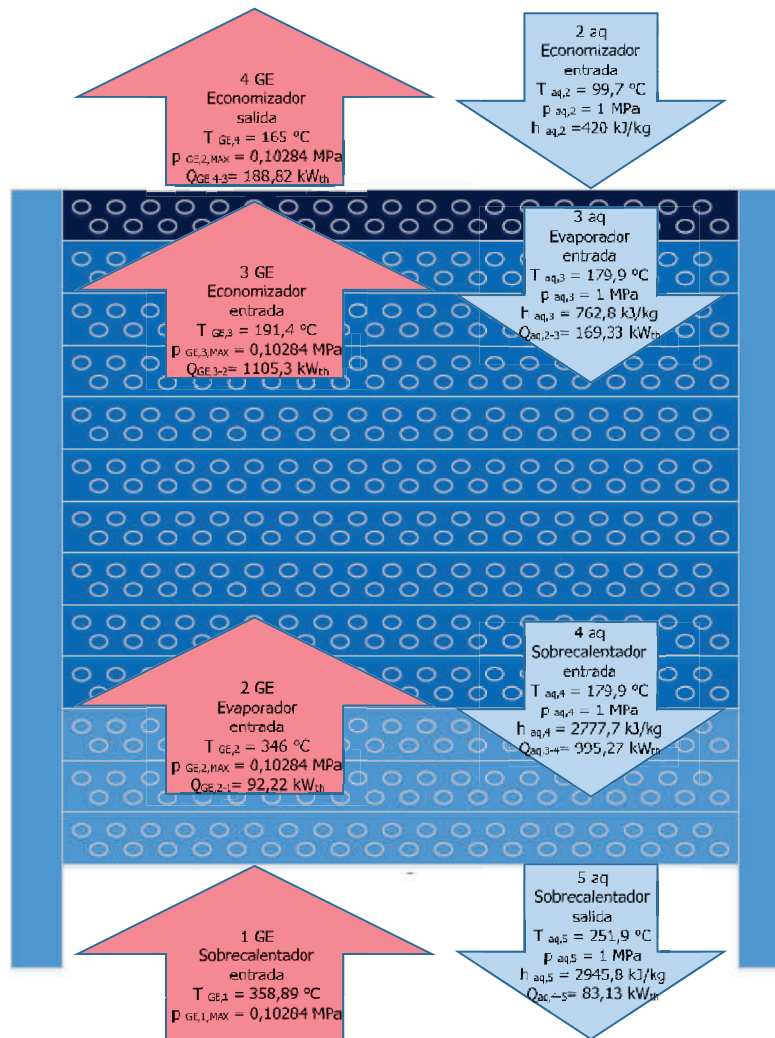 4 GE
Economizador
salida
T GE,4 = 165 ºC
p GE,2,MAX = 0,10284 MPa
QGE 4-3= 188,82 kWth
2 aq
Economizador
entrada
T aq,2 = 99,7 ºC
p aq,2 = 1 MPa
h aq,2 =420 kJ/kg
3 GE
Economizador
entrada
T GE,3 = 191,4 ºC
p GE,3,MAX = 0,10284 MPa
QGE,3-2= 1105,3 kWth
3 aq
Evaporador
entrada
T aq,3 = 179,9 ºC
p aq,3 = 1 MPa
h aq,3 = 762,8 kJ/kg
Qaq,2-3= 169,33 kWth
2 GE
Evaporador
entrada
T GE,2 = 346 ºC
p GE,2,MAX = 0,10284 MPa
QGE,2-1= 92,22 kWth
4 aq
Sobrecalentador
entrada
T aq,4 = 179,9 ºC
p aq,4 = 1 MPa
h aq,4 = 2777,7 kJ/kg
Qaq,3-4= 995,27 kWth
1 GE
Sobrecalentador
entrada
T GE,1 = 358,89 ºC
p GE,1,MAX = 0,10284 MPa
5 aq
Sobrecalentador
salida
T aq,5 = 251,9 ºC
p aq,5 = 1 MPa
h aq,5 = 2945,8 kJ/kg
Qaq,4-5= 83,13 kWth